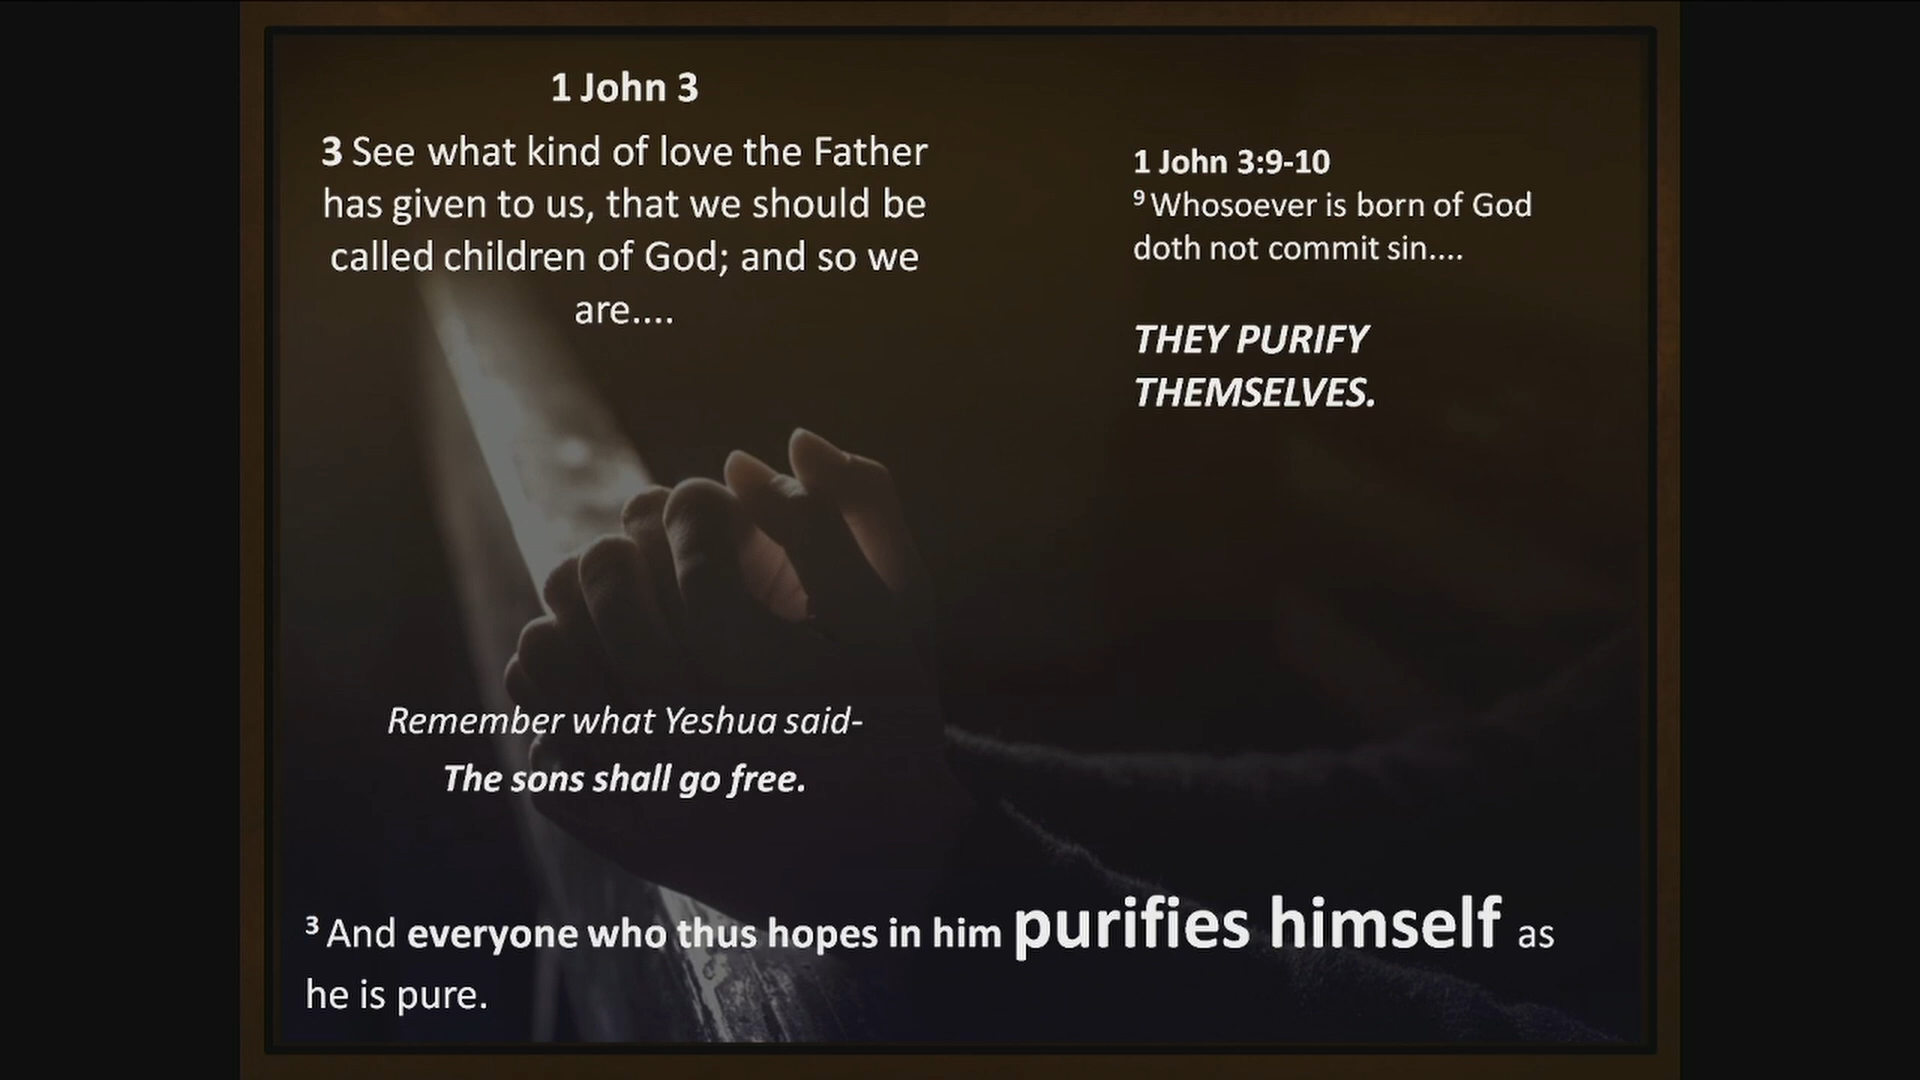 1 John 3
3 See what kind of love the Father
has given to us, that we should be
called children of God; and so we
are....
1 John 3:9-10
9 Whosoever is born of God
doth not commit sin....
THEY PURIFY
THEMSELVES.
Remember what Yeshua said-
The sons shall go free.
3 And everyone who thus hopes in him purifies himself as
he is pure.